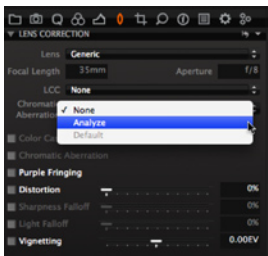 LENS CORRECTION
Lens Generic
Focal Length 35mm Aperture f/8
LCC None
Chromatic ✓ None
Aberration Analyze
Default
Color Ca
Chromatic Aberration
Purple Fringing
Distortion 0%
Sharpness Falloff 0%
Light Falloff 0%
Vignetting 0.00EV